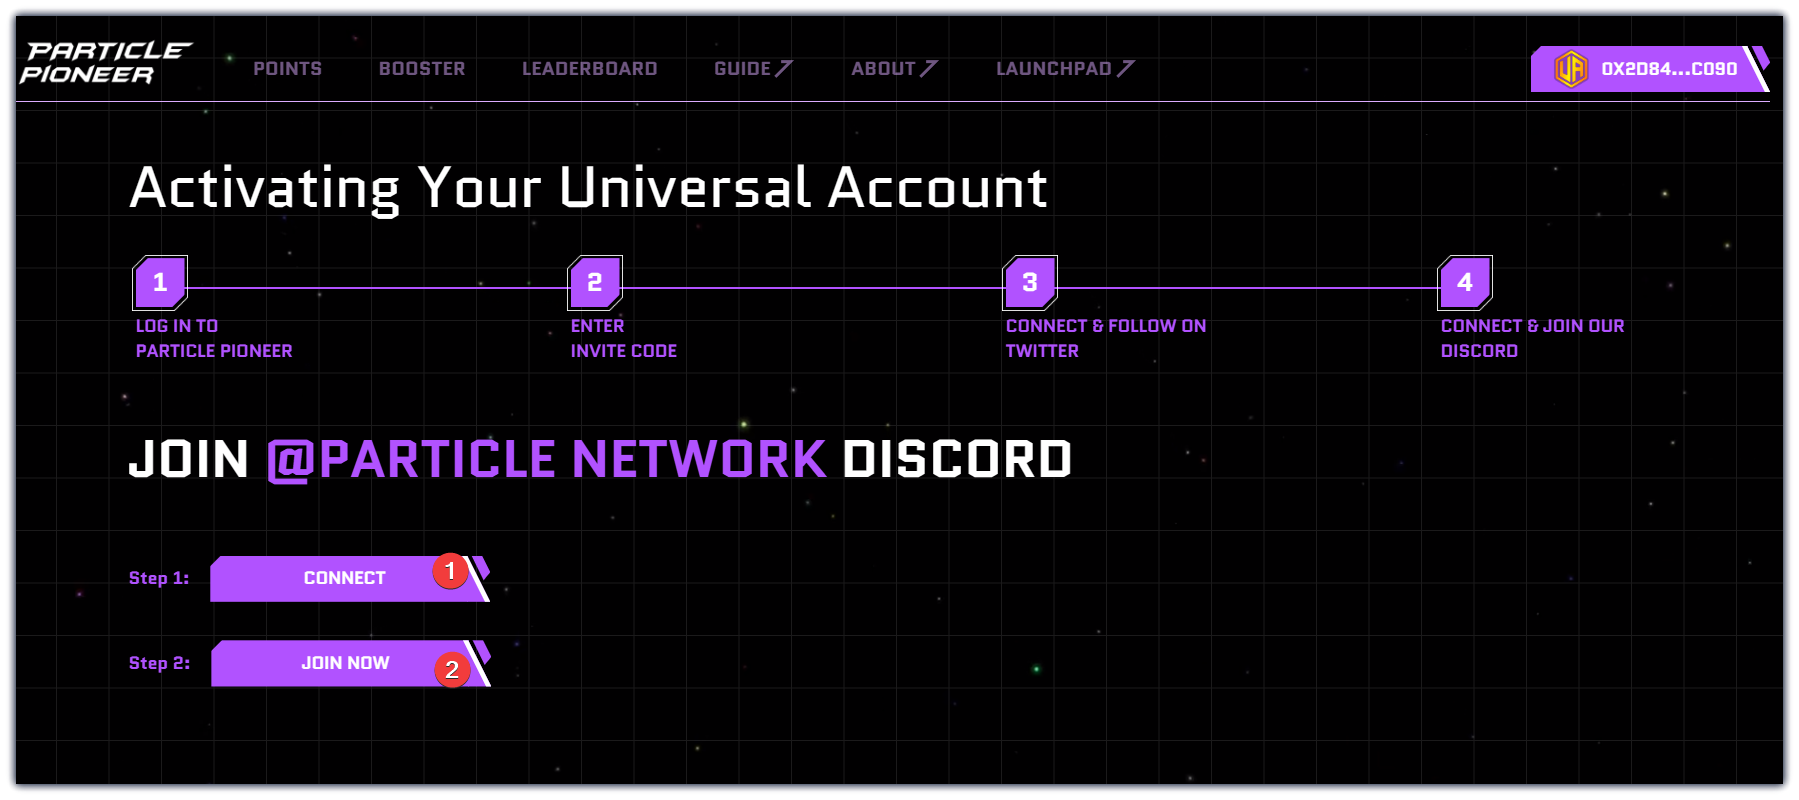 PARTICLE
PIONEER
POINTS
BOOSTER
LEADERBOARD
GUIDE
ABOUT
LAUNCHPAD
UA
0X2D84...C090
Activating Your Universal Account
1
LOG IN TO
PARTICLE PIONEER
2
ENTER
INVITE CODE
3
CONNECT & FOLLOW ON
TWITTER
4
CONNECT & JOIN OUR
DISCORD
JOIN @PARTICLE NETWORK DISCORD
Step 1: CONNECT 1
Step 2: JOIN NOW 2